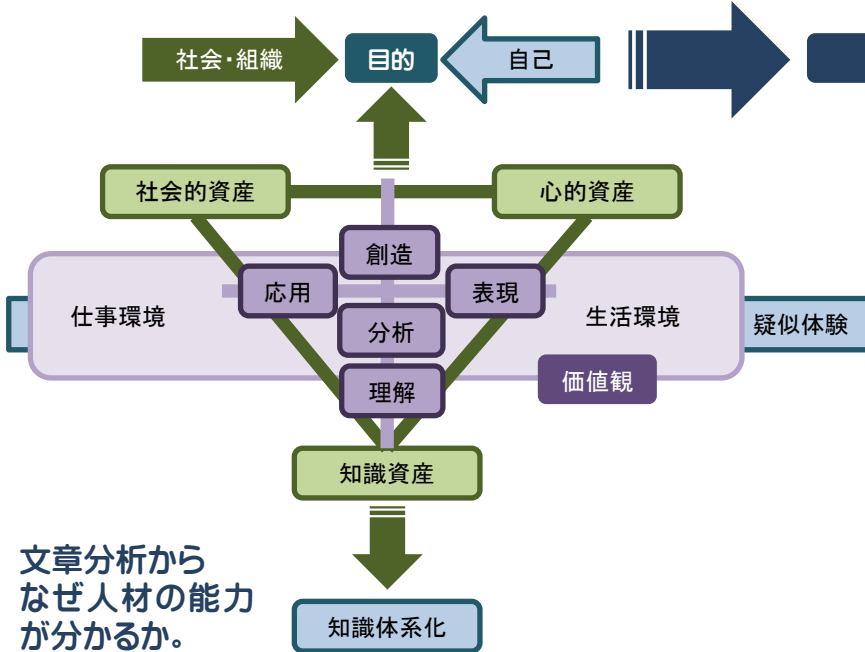 社会・組織
目的
自己
社会的資産
心的資産
創造
応用
表現
仕事環境
生活環境
疑似体験
分析
価値観
理解
知識資産
文章分析から
なぜ人材の能力
が分かるか。
知識体系化